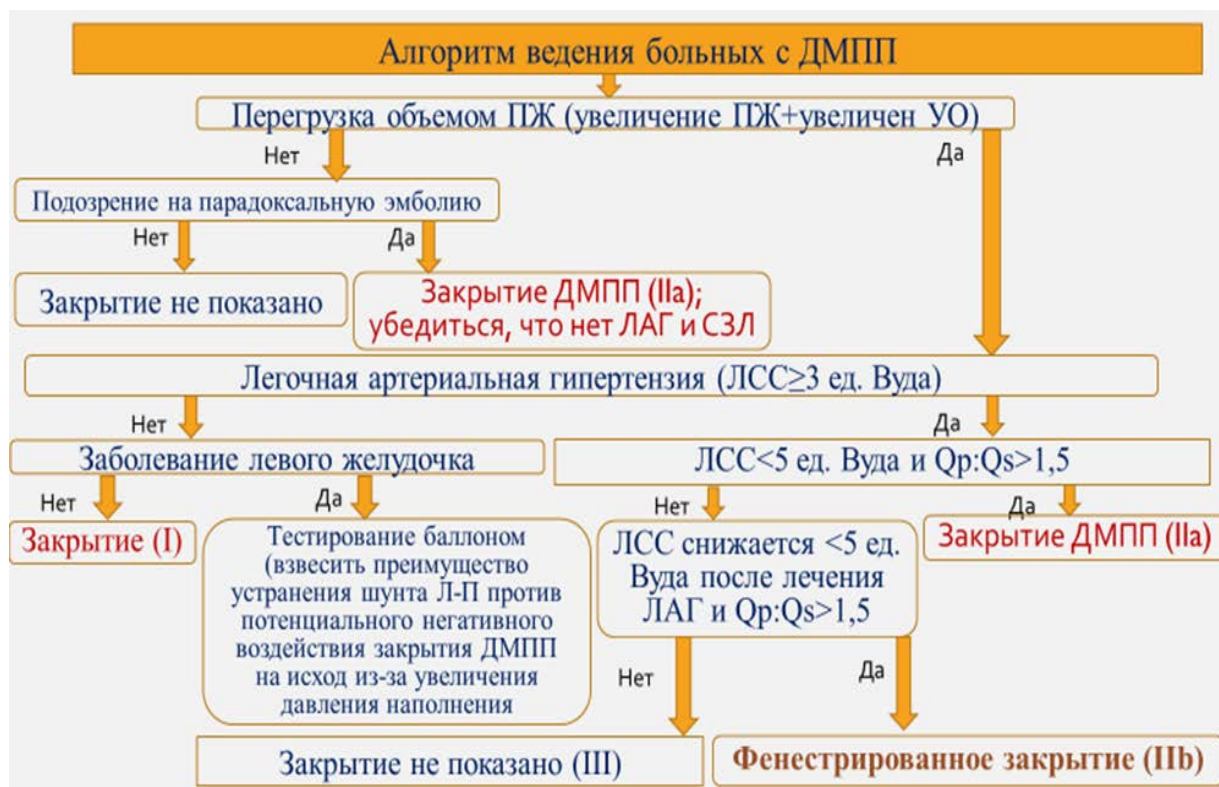 Алгоритм ведения больных с ДМПП
Перегрузка объемом ПЖ (увеличение ПЖ+увеличен УО)
Нет
Да
Подозрение на парадоксальную эмболию
Нет
Да
Закрытие не показано
Закрытие ДМПП (IIa);
убедиться, что нет ЛАГ и СЗЛ
Легочная артериальная гипертензия (ЛСС≥3 ед. Вуда)
Нет
Да
Заболевание левого желудочка
ЛСС<5 ед. Вуда и Qp:Qs>1,5
Нет
Да
Нет
Да
Закрытие (I)
Тестирование баллоном
(взвесить преимущество
устранения шунта Л-П против
потенциального негативного
воздействия закрытия ДМПП
на исход из-за увеличения
давления наполнения
ЛСС снижается <5 ед.
Вуда после лечения
ЛАГ и Qp:Qs>1,5
Закрытие ДМПП (IIa)
Нет
Да
Закрытие не показано (III)
Фенестрированное закрытие (IIb)